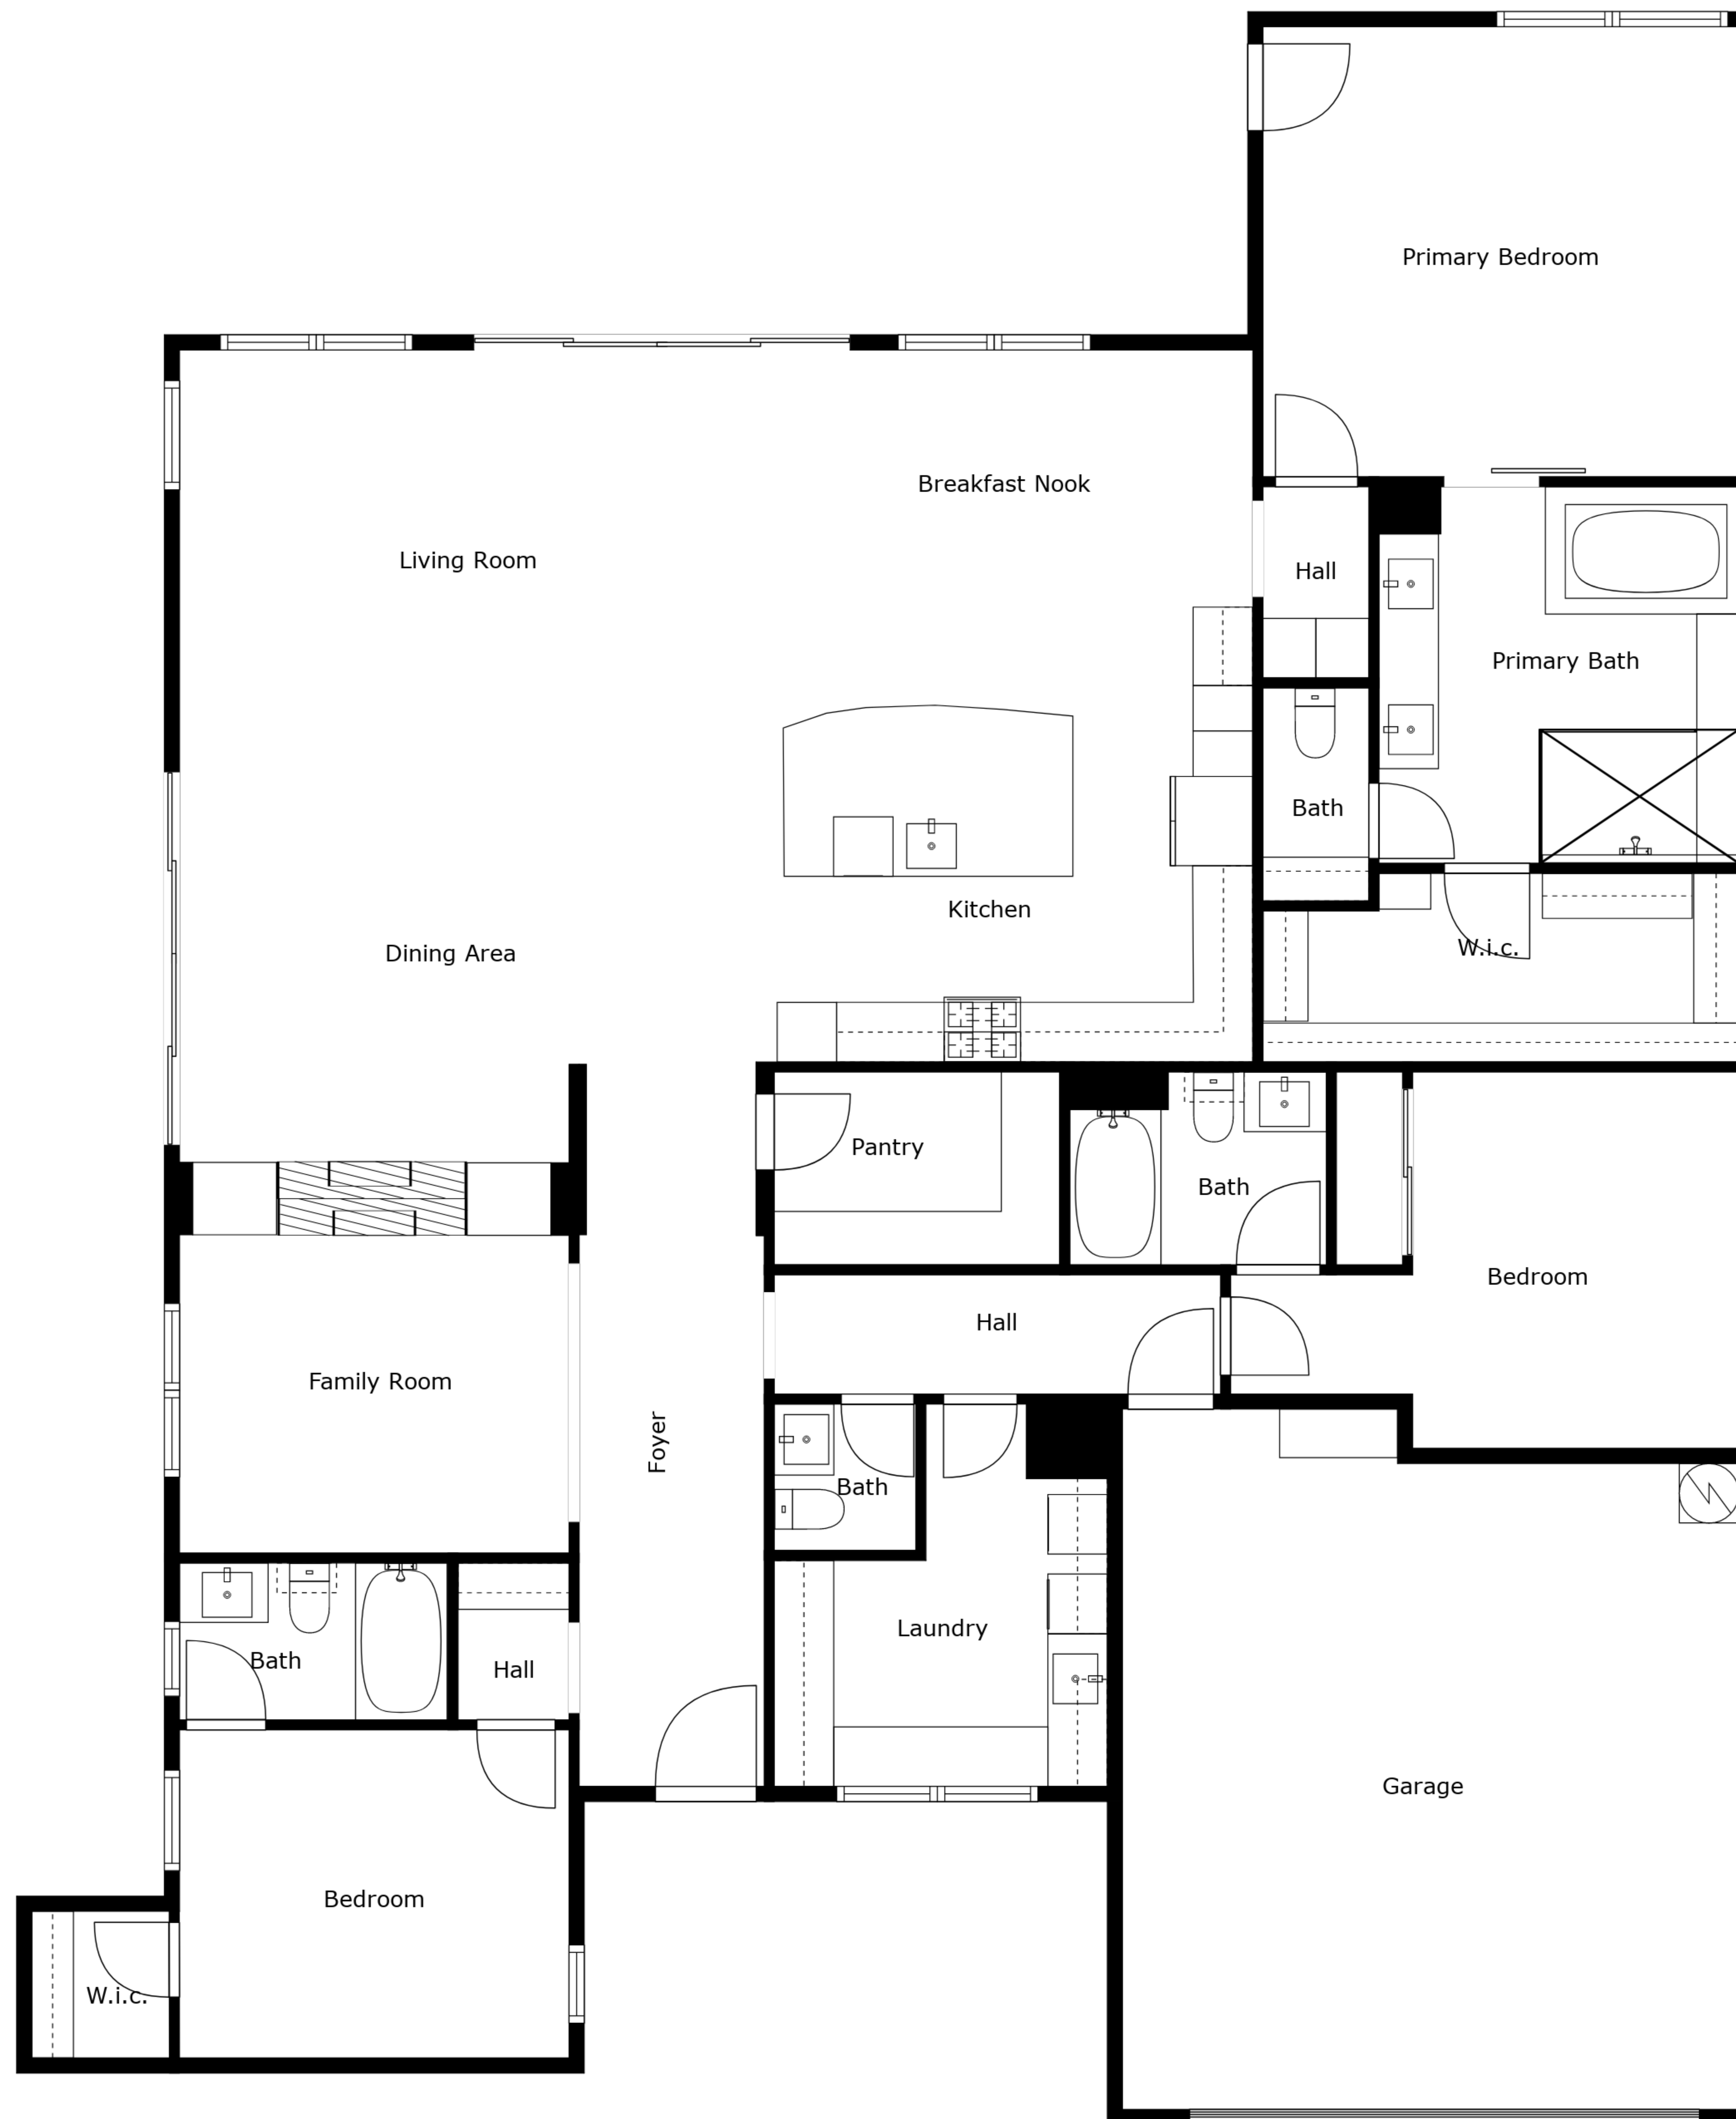 Primary Bedroom
Breakfast Nook
Living Room
Hall
Primary Bath
Bath
Kitchen
W.i.c.
Dining Area
Pantry
Bath
Bedroom
Hall
Family Room
Foyer
Bath
Laundry
Bath
Hall
Garage
Bedroom
W.i.c.